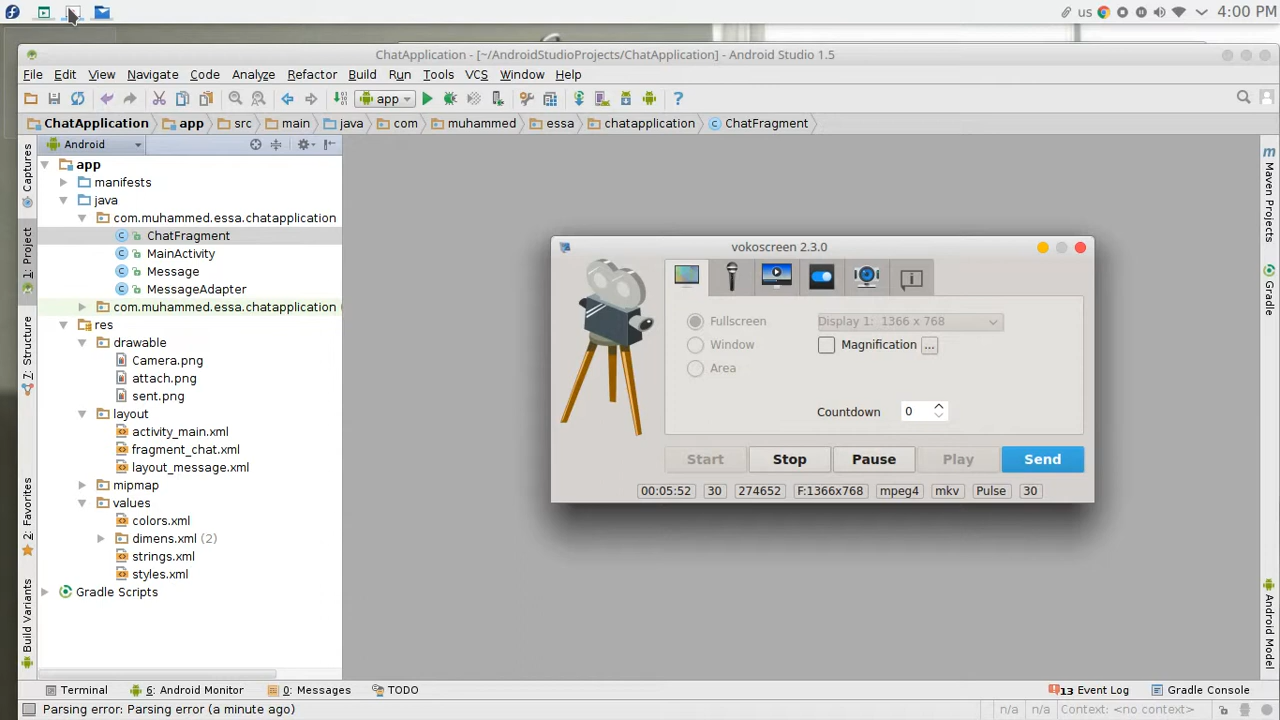 us
4:00 PM
ChatApplication - [~/AndroidStudioProjects/ChatApplication] - Android Studio 1.5
File Edit View Navigate Code Analyze Refactor Build Run Tools VCS Window Help
app
ChatApplication app src main java com muhammed essa chatapplication ChatFragment
Android
Captures
1: Project
7: Structure
2: Favorites
Build Variants
app
manifests
java
com.muhammed.essa.chatapplication
ChatFragment
MainActivity
Message
MessageAdapter
com.muhammed.essa.chatapplication
res
drawable
Camera.png
attach.png
sent.png
layout
activity_main.xml
fragment_chat.xml
layout_message.xml
mipmap
values
colors.xml
dimens.xml (2)
strings.xml
styles.xml
Gradle Scripts
vokoscreen 2.3.0
Fullscreen Display 1: 1366 x 768
Window Magnification ...
Area
Countdown 0
Start Stop Pause Play Send
00:05:52 30 274652 F:1366x768 mpeg4 mkv Pulse 30
Maven Projects
Gradle
Android Model
Terminal 6: Android Monitor 0: Messages TODO 13 Event Log Gradle Console
Parsing error: Parsing error (a minute ago) n/a n/a Context: <no context>